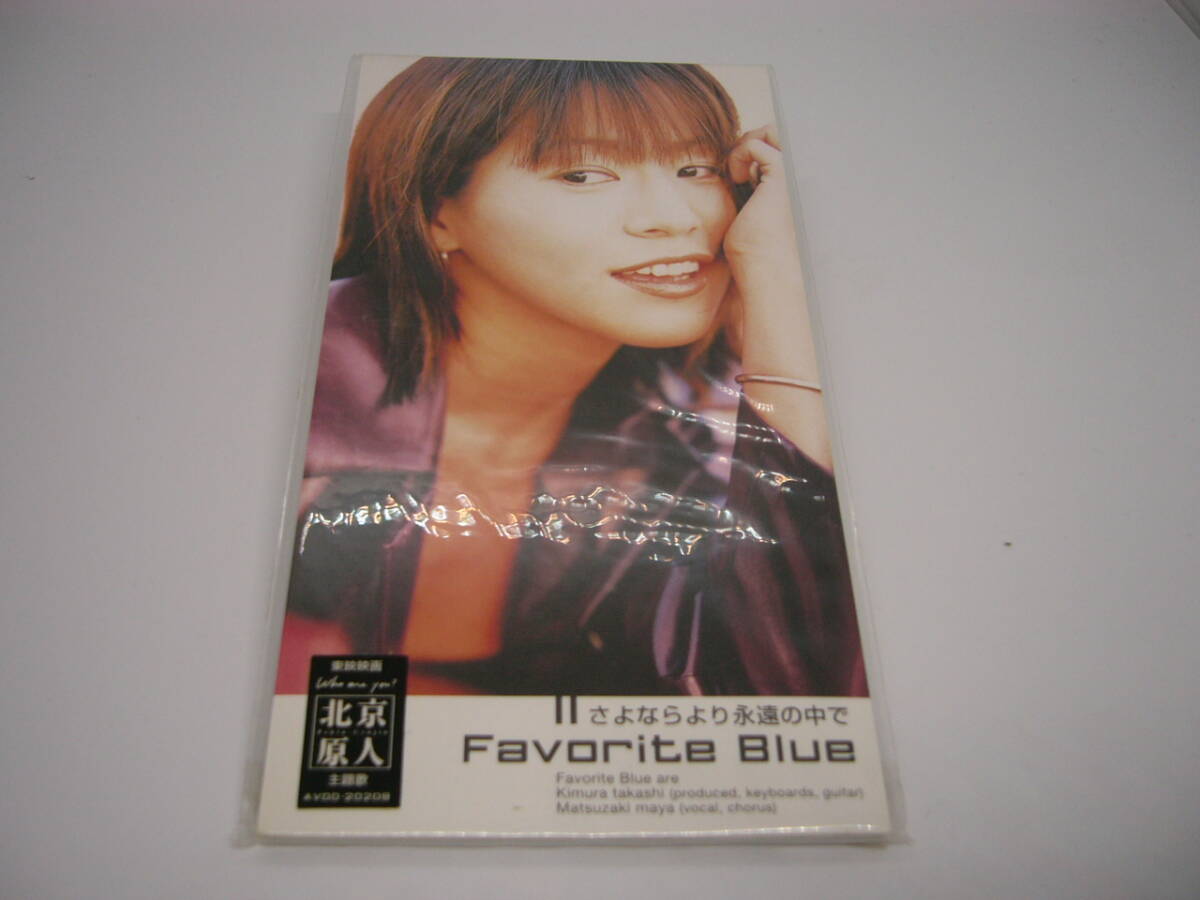 さよならより永遠の中で
Favorite Blue
Favorite Blue are
Kimura takashi (produced, keyboards, guitar)
Matsuzaki maya (vocal, chorus)
東映映画
Who are you?
北京
原人
主題歌
AVDD-20208